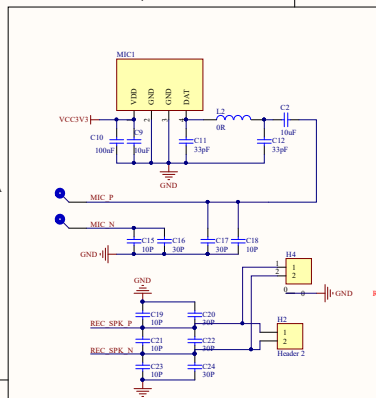 MIC1
VDD
GND
GND
DAT
1
2
3
4
VCC3V3
L2
0R
C2
10uF
C10
100nF
C9
10uF
C11
33pF
C12
33pF
GND
MIC_P
MIC_N
C15
10P
C16
30P
C17
30P
C18
10P
GND
H4
1
2
1
2
0
0
GND
GND
C19
10P
C20
30P
REC_SPK_P
C21
10P
C22
30P
REC_SPK_N
C23
10P
C24
30P
H2
1
2
Header 2
GND